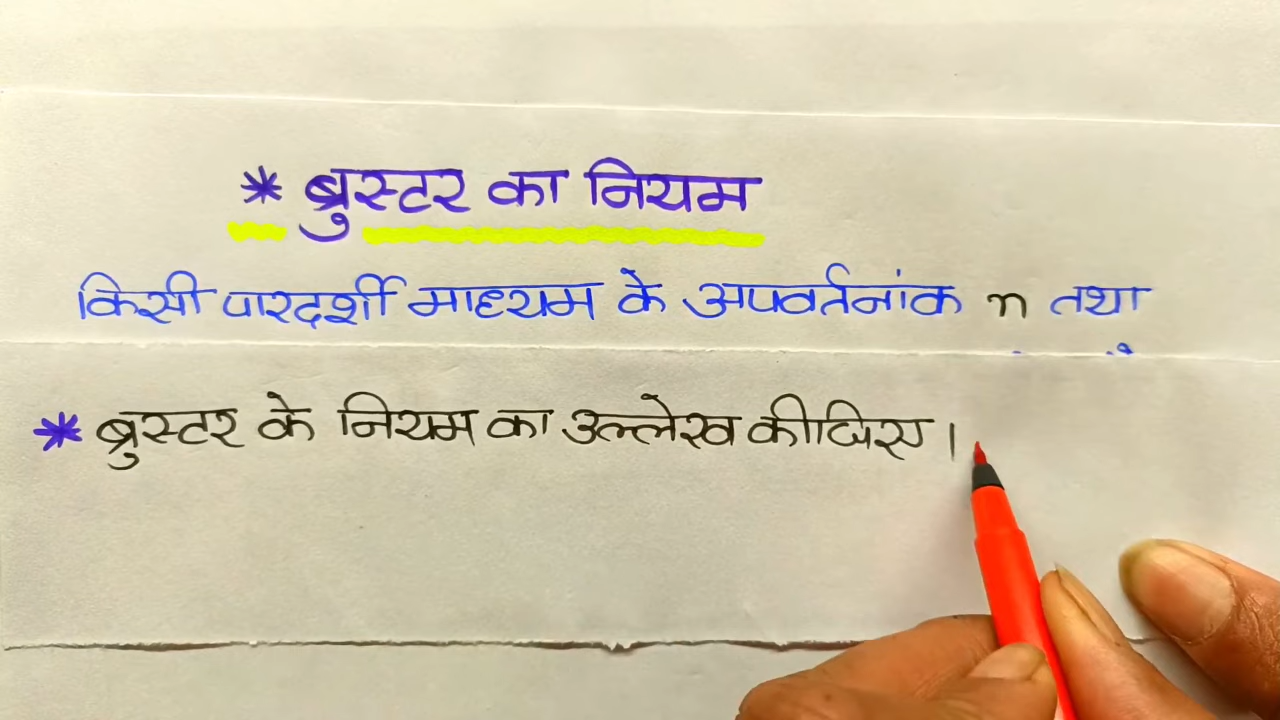 * ब्रुस्टर का नियम
किसी पारदर्शी माध्यम के अपवर्तनांक n तथा
* ब्रुस्टर के नियम का उल्लेख कीजिए।